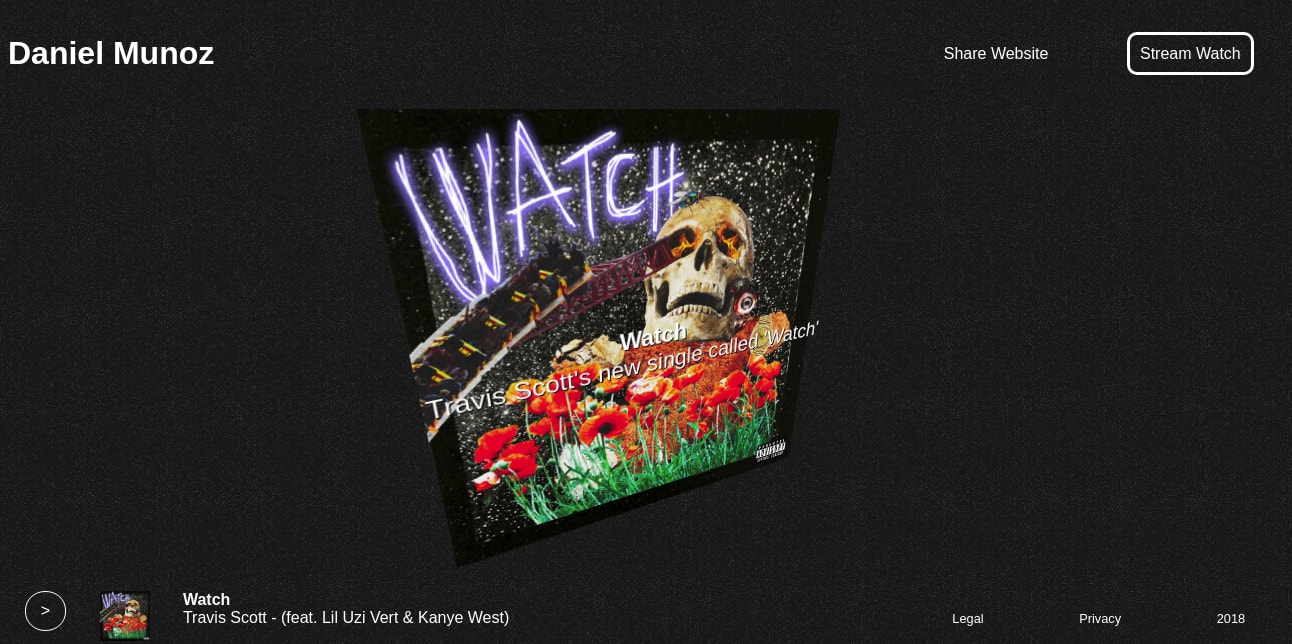 Daniel Munoz
Share Website
Stream Watch
WATCH
Watch
Travis Scott's new single called 'Watch'
>
WATCH
Watch
Travis Scott - (feat. Lil Uzi Vert & Kanye West)
Legal
Privacy
2018